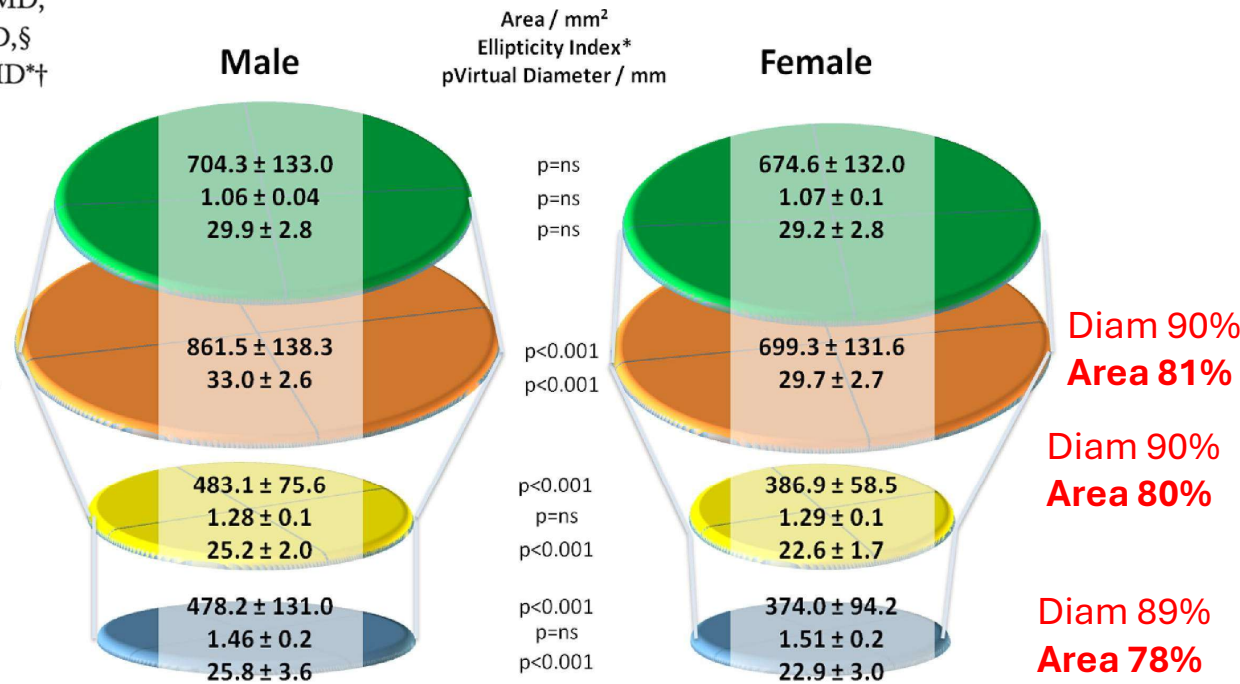 MD,
D,§
MD*†
Area / mm²
Ellipticity Index*
pVirtual Diameter / mm
Male
Female
704.3 ± 133.0
1.06 ± 0.04
29.9 ± 2.8
p=ns
p=ns
p=ns
674.6 ± 132.0
1.07 ± 0.1
29.2 ± 2.8
861.5 ± 138.3
33.0 ± 2.6
p<0.001
p<0.001
699.3 ± 131.6
29.7 ± 2.7
Diam 90%
Area 81%
483.1 ± 75.6
1.28 ± 0.1
25.2 ± 2.0
p<0.001
p=ns
p<0.001
386.9 ± 58.5
1.29 ± 0.1
22.6 ± 1.7
Diam 90%
Area 80%
478.2 ± 131.0
1.46 ± 0.2
25.8 ± 3.6
p<0.001
p=ns
p<0.001
374.0 ± 94.2
1.51 ± 0.2
22.9 ± 3.0
Diam 89%
Area 78%